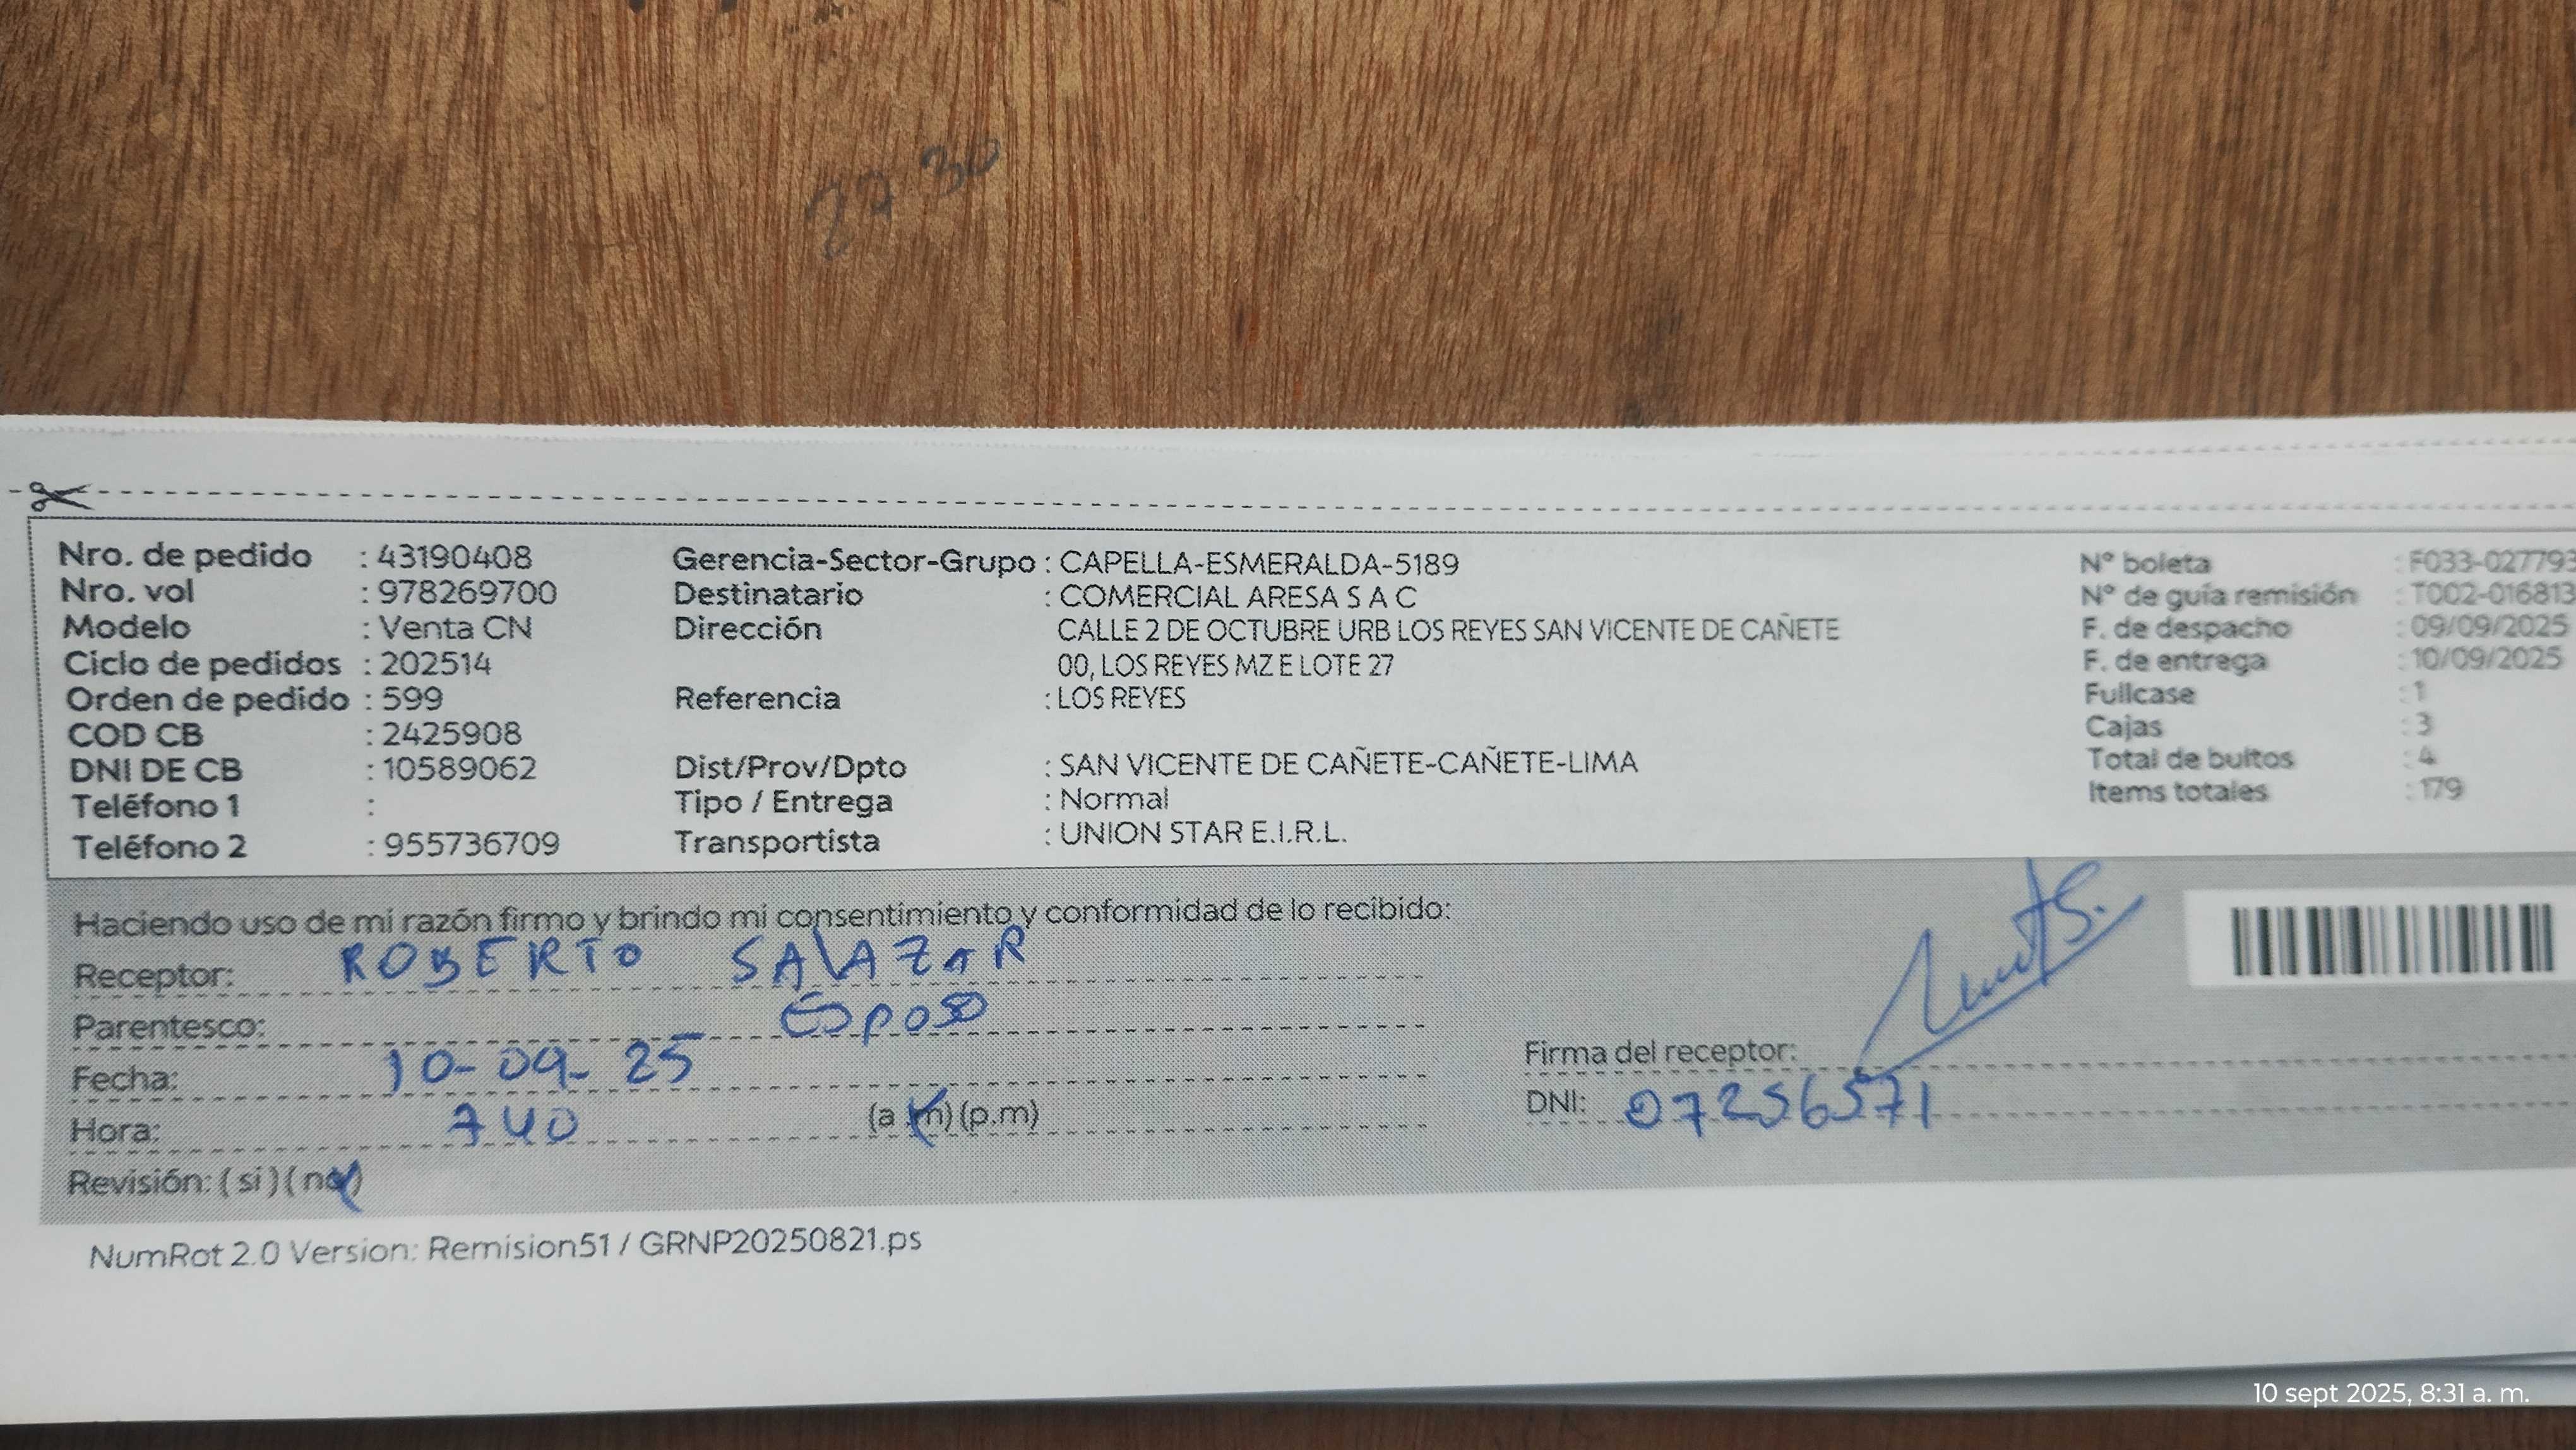 27 30
Nro. de pedido : 43190408
Nro. vol : 978269700
Modelo : Venta CN
Ciclo de pedidos : 202514
Orden de pedido : 599
COD CB : 2425908
DNI DE CB : 10589062
Teléfono 1 :
Teléfono 2 : 955736709
Gerencia-Sector-Grupo : CAPELLA-ESMERALDA-5189
Destinatario : COMERCIAL ARESA S A C
Dirección CALLE 2 DE OCTUBRE URB LOS REYES SAN VICENTE DE CAÑETE
00, LOS REYES MZ E LOTE 27
Referencia : LOS REYES
Dist/Prov/Dpto : SAN VICENTE DE CAÑETE-CAÑETE-LIMA
Tipo / Entrega : Normal
Transportista : UNION STAR E.I.R.L.
N° boleta : F033-027793
N° de guía remisión : T002-016813
F. de despacho : 09/09/2025
F. de entrega : 10/09/2025
Fullcase : 1
Cajas : 3
Total de bultos : 4
Items totales : 179
Haciendo uso de mi razón firmo y brindo mi consentimiento y conformidad de lo recibido:
Receptor: ROBERTO SALAZAR
Parentesco: Esposo
Fecha: 10-09-25
Hora: 740 (a.m) (p.m)
Revisión: (si) (no)
Firma del receptor:
DNI: 07256571
NumRot 2.0 Version: Remision51 / GRNP20250821.ps
10 sept 2025, 8:31 a. m.